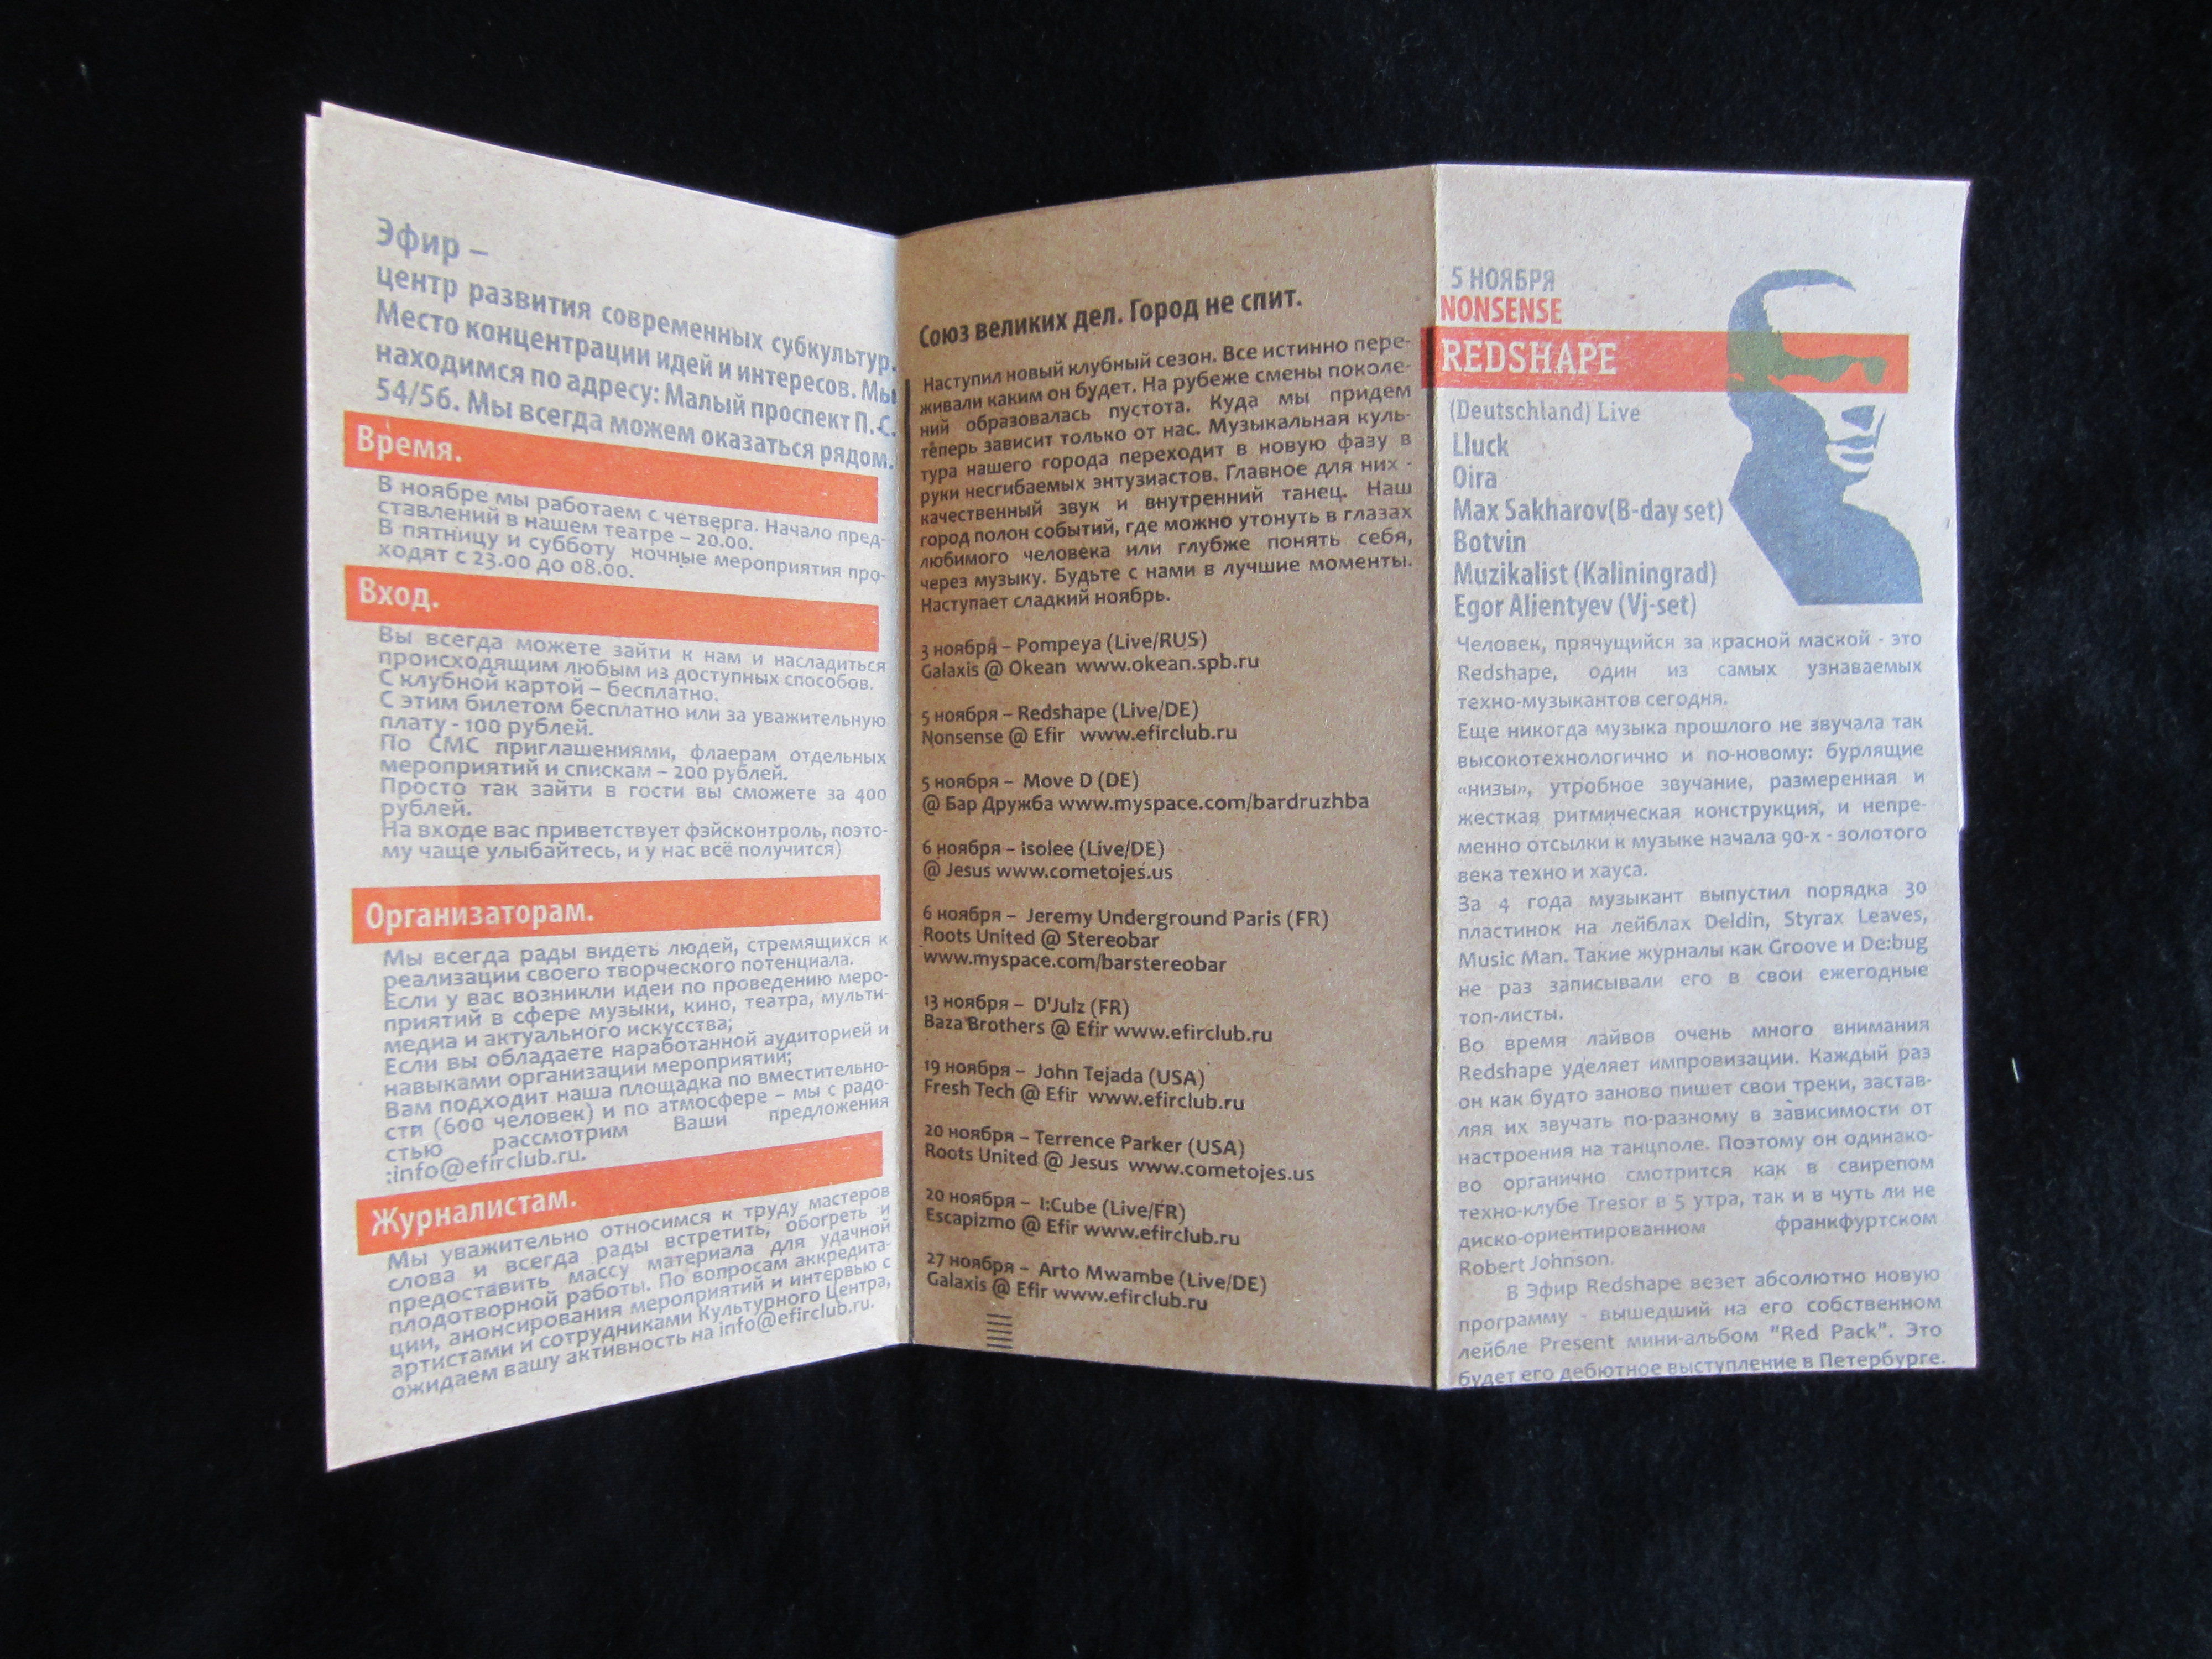 Эфир –
центр развития современных субкультур.
Место концентрации идей и интересов. Мы
находимся по адресу: Малый проспект П.С.
54/56. Мы всегда можем оказаться рядом.
Время.
В ноябре мы работаем с четверга. Начало пред-
ставлений в нашем театре – 20.00.
В пятницу и субботу ночные мероприятия про-
ходят с 23.00 до 08.00.
Вход.
Вы всегда можете зайти к нам и насладиться
происходящим любым из доступных способов.
С клубной картой – бесплатно.
С этим билетом бесплатно или за уважительную
плату - 100 рублей.
По СМС приглашениями, флаерам отдельных
мероприятий и спискам – 200 рублей.
Просто так зайти в гости вы сможете за 400
рублей.
На входе вас приветствует фэйсконтроль, поэто-
му чаще улыбайтесь, и у нас всё получится)
Организаторам.
Мы всегда рады видеть людей, стремящихся к
реализации своего творческого потенциала.
Если у вас возникли идеи по проведению меро-
приятий в сфере музыки, кино, театра, мульти-
медиа и актуального искусства;
Если вы обладаете наработанной аудиторией и
навыками организации мероприятий;
Вам подходит наша площадка по вместительно-
сти (600 человек) и по атмосфере – мы с радо-
стью рассмотрим Ваши предложения
:info@efirclub.ru.
Журналистам.
Мы уважительно относимся к труду мастеров
слова и всегда рады встретить, обогреть и
предоставить массу материала для удачной
плодотворной работы. По вопросам аккредита-
ции, анонсирования мероприятий и интервью с
артистами и сотрудниками Культурного Центра,
ожидаем вашу активность на info@efirclub.ru.
Союз великих дел. Город не спит.
Наступил новый клубный сезон. Все истинно пере-
живали каким он будет. На рубеже смены поколе-
ний образовалась пустота. Куда мы придем
теперь зависит только от нас. Музыкальная куль-
тура нашего города переходит в новую фазу в
руки несгибаемых энтузиастов. Главное для них -
качественный звук и внутренний танец. Наш
город полон событий, где можно утонуть в глазах
любимого человека или глубже понять себя,
через музыку. Будьте с нами в лучшие моменты.
Наступает сладкий ноябрь.
3 ноября – Pompeya (Live/RUS)
Galaxis @ Okean www.okean.spb.ru
5 ноября – Redshape (Live/DE)
Nonsense @ Efir www.efirclub.ru
5 ноября – Move D (DE)
@ Бар Дружба www.myspace.com/bardruzhba
6 ноября – Isolee (Live/DE)
@ Jesus www.cometojes.us
6 ноября – Jeremy Underground Paris (FR)
Roots United @ Stereobar
www.myspace.com/barstereobar
13 ноября – D'Julz (FR)
Baza Brothers @ Efir www.efirclub.ru
19 ноября – John Tejada (USA)
Fresh Tech @ Efir www.efirclub.ru
20 ноября – Terrence Parker (USA)
Roots United @ Jesus www.cometojes.us
20 ноября – I:Cube (Live/FR)
Escapizmo @ Efir www.efirclub.ru
27 ноября – Arto Mwambe (Live/DE)
Galaxis @ Efir www.efirclub.ru
5 НОЯБРЯ
NONSENSE
REDSHAPE
(Deutschland) Live
Lluck
Oira
Max Sakharov(B-day set)
Botvin
Muzikalist (Kaliningrad)
Egor Alientyev (Vj-set)
Человек, прячущийся за красной маской - это
Redshape, один из самых узнаваемых
техно-музыкантов сегодня.
Еще никогда музыка прошлого не звучала так
высокотехнологично и по-новому: бурлящие
«низы», утробное звучание, размеренная и
жесткая ритмическая конструкция, и непре-
менно отсылки к музыке начала 90-х - золотого
века техно и хауса.
За 4 года музыкант выпустил порядка 30
пластинок на лейблах Deldin, Styrax Leaves,
Music Man. Такие журналы как Groove и De:bug
не раз записывали его в свои ежегодные
топ-листы.
Во время лайвов очень много внимания
Redshape уделяет импровизации. Каждый раз
он как будто заново пишет свои треки, застав-
ляя их звучать по-разному в зависимости от
настроения на танцполе. Поэтому он одинако-
во органично смотрится как в свирепом
техно-клубе Tresor в 5 утра, так и в чуть ли не
диско-ориентированном франкфуртском
Robert Johnson.
В Эфир Redshape везет абсолютно новую
программу - вышедший на его собственном
лейбле Present мини-альбом "Red Pack". Это
будет его дебютное выступление в Петербурге.